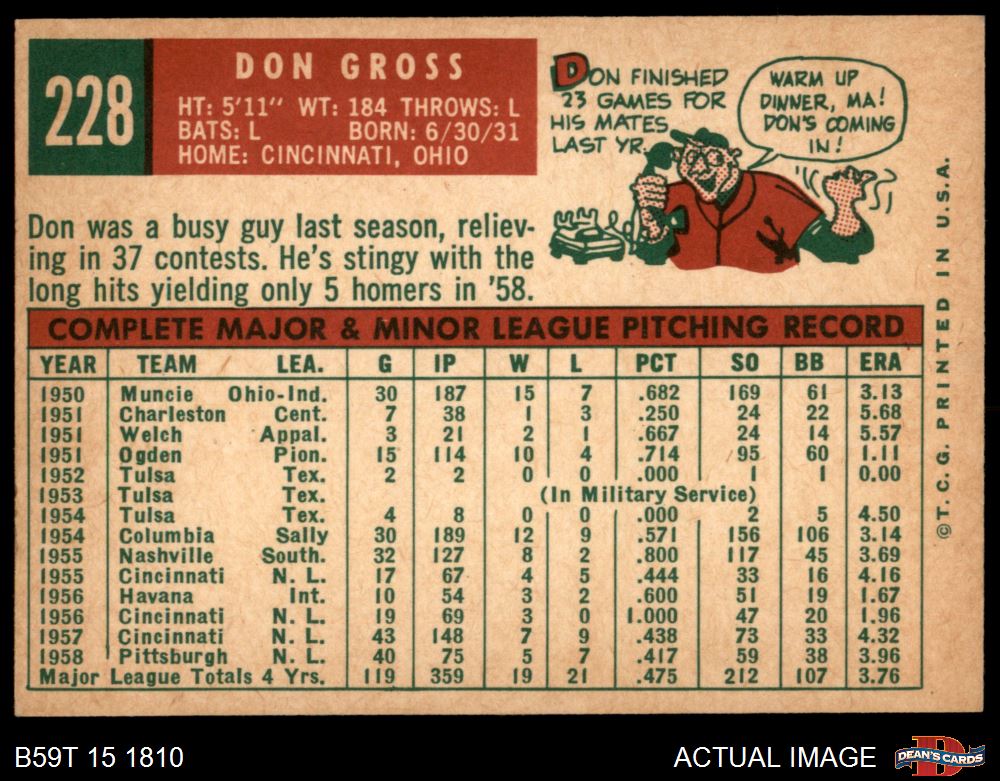 228
DON GROSS
HT: 5'11" WT: 184 THROWS: L
BATS: L BORN: 6/30/31
HOME: CINCINNATI, OHIO
DON FINISHED
23 GAMES FOR
HIS MATES
LAST YR.
WARM UP
DINNER, MA!
DON'S COMING
IN!
Don was a busy guy last season, reliev-
ing in 37 contests. He's stingy with the
long hits yielding only 5 homers in '58.
COMPLETE MAJOR & MINOR LEAGUE PITCHING RECORD
YEAR TEAM LEA. G IP W L PCT SO BB ERA
1950 Muncie Ohio-Ind. 30 187 15 7 .682 169 61 3.13
1951 Charleston Cent. 7 38 1 3 .250 24 22 5.68
1951 Welch Appal. 3 21 2 1 .667 24 14 5.57
1951 Ogden Pion. 15 114 10 4 .714 95 60 1.11
1952 Tulsa Tex. 2 2 0 0 .000 1 1 0.00
1953 Tulsa Tex. (In Military Service)
1954 Tulsa Tex. 4 8 0 0 .000 2 5 4.50
1954 Columbia Sally 30 189 12 9 .571 156 106 3.14
1955 Nashville South. 32 127 8 2 .800 117 45 3.69
1955 Cincinnati N. L. 17 67 4 5 .444 33 16 4.16
1956 Havana Int. 10 54 3 2 .600 51 19 1.67
1956 Cincinnati N. L. 19 69 3 0 1.000 47 20 1.96
1957 Cincinnati N. L. 43 148 7 9 .438 73 33 4.32
1958 Pittsburgh N. L. 40 75 5 7 .417 59 38 3.96
Major League Totals 4 Yrs. 119 359 19 21 .475 212 107 3.76
© T. C. G. PRINTED IN U.S.A.
B59T 15 1810
ACTUAL IMAGE
D
DEAN'S CARDS